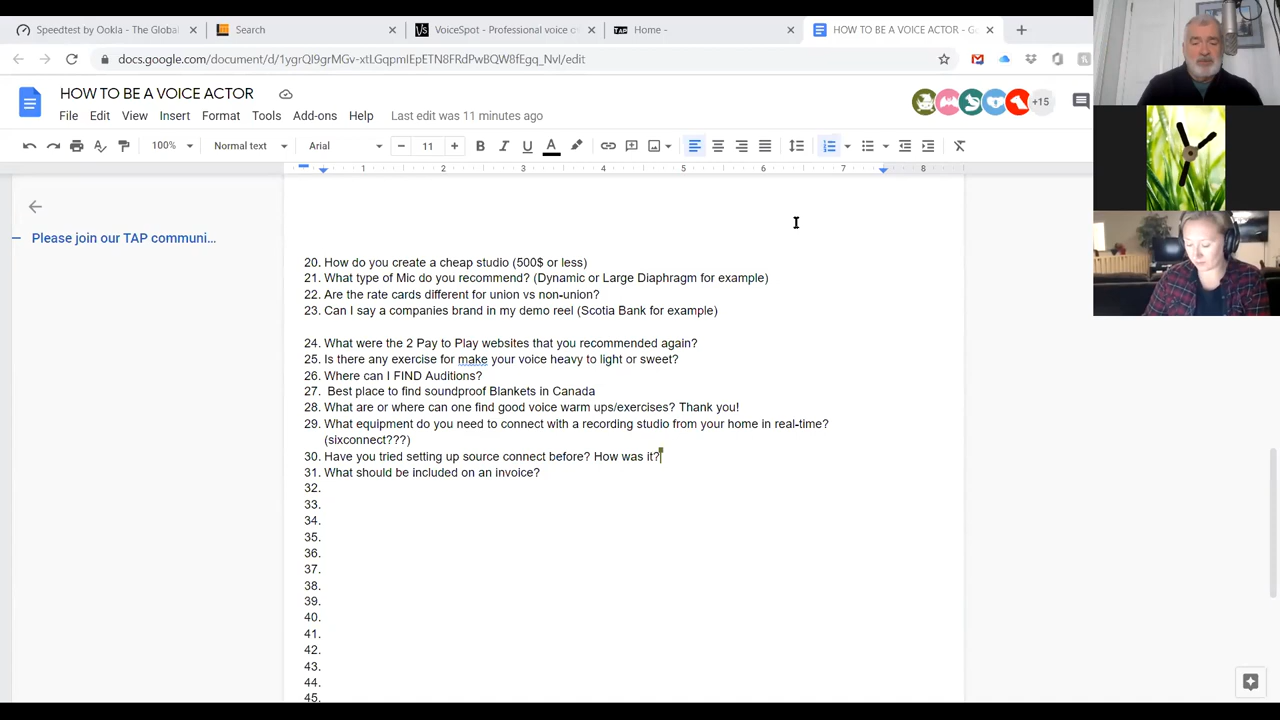 Speedtest by Ookla - The Global
Search
VoiceSpot - Professional voice o
TAP
Home -
HOW TO BE A VOICE ACTOR - G
docs.google.com/document/d/1ygrQI9grMGv-xtLGqpmIEpETN8FRdPwBQW8fEgq_NvI/edit
HOW TO BE A VOICE ACTOR
File Edit View Insert Format Tools Add-ons Help Last edit was 11 minutes ago
+15
100% Normal text Arial 11 B I U A
1 2 3 4 5 6 7 8
Please join our TAP communi...
20. How do you create a cheap studio (500$ or less)
21. What type of Mic do you recommend? (Dynamic or Large Diaphragm for example)
22. Are the rate cards different for union vs non-union?
23. Can I say a companies brand in my demo reel (Scotia Bank for example)
24. What were the 2 Pay to Play websites that you recommended again?
25. Is there any exercise for make your voice heavy to light or sweet?
26. Where can I FIND Auditions?
27. Best place to find soundproof Blankets in Canada
28. What are or where can one find good voice warm ups/exercises? Thank you!
29. What equipment do you need to connect with a recording studio from your home in real-time?
(sixconnect???)
30. Have you tried setting up source connect before? How was it?
31. What should be included on an invoice?
32.
33.
34.
35.
36.
37.
38.
39.
40.
41.
42.
43.
44.
45.